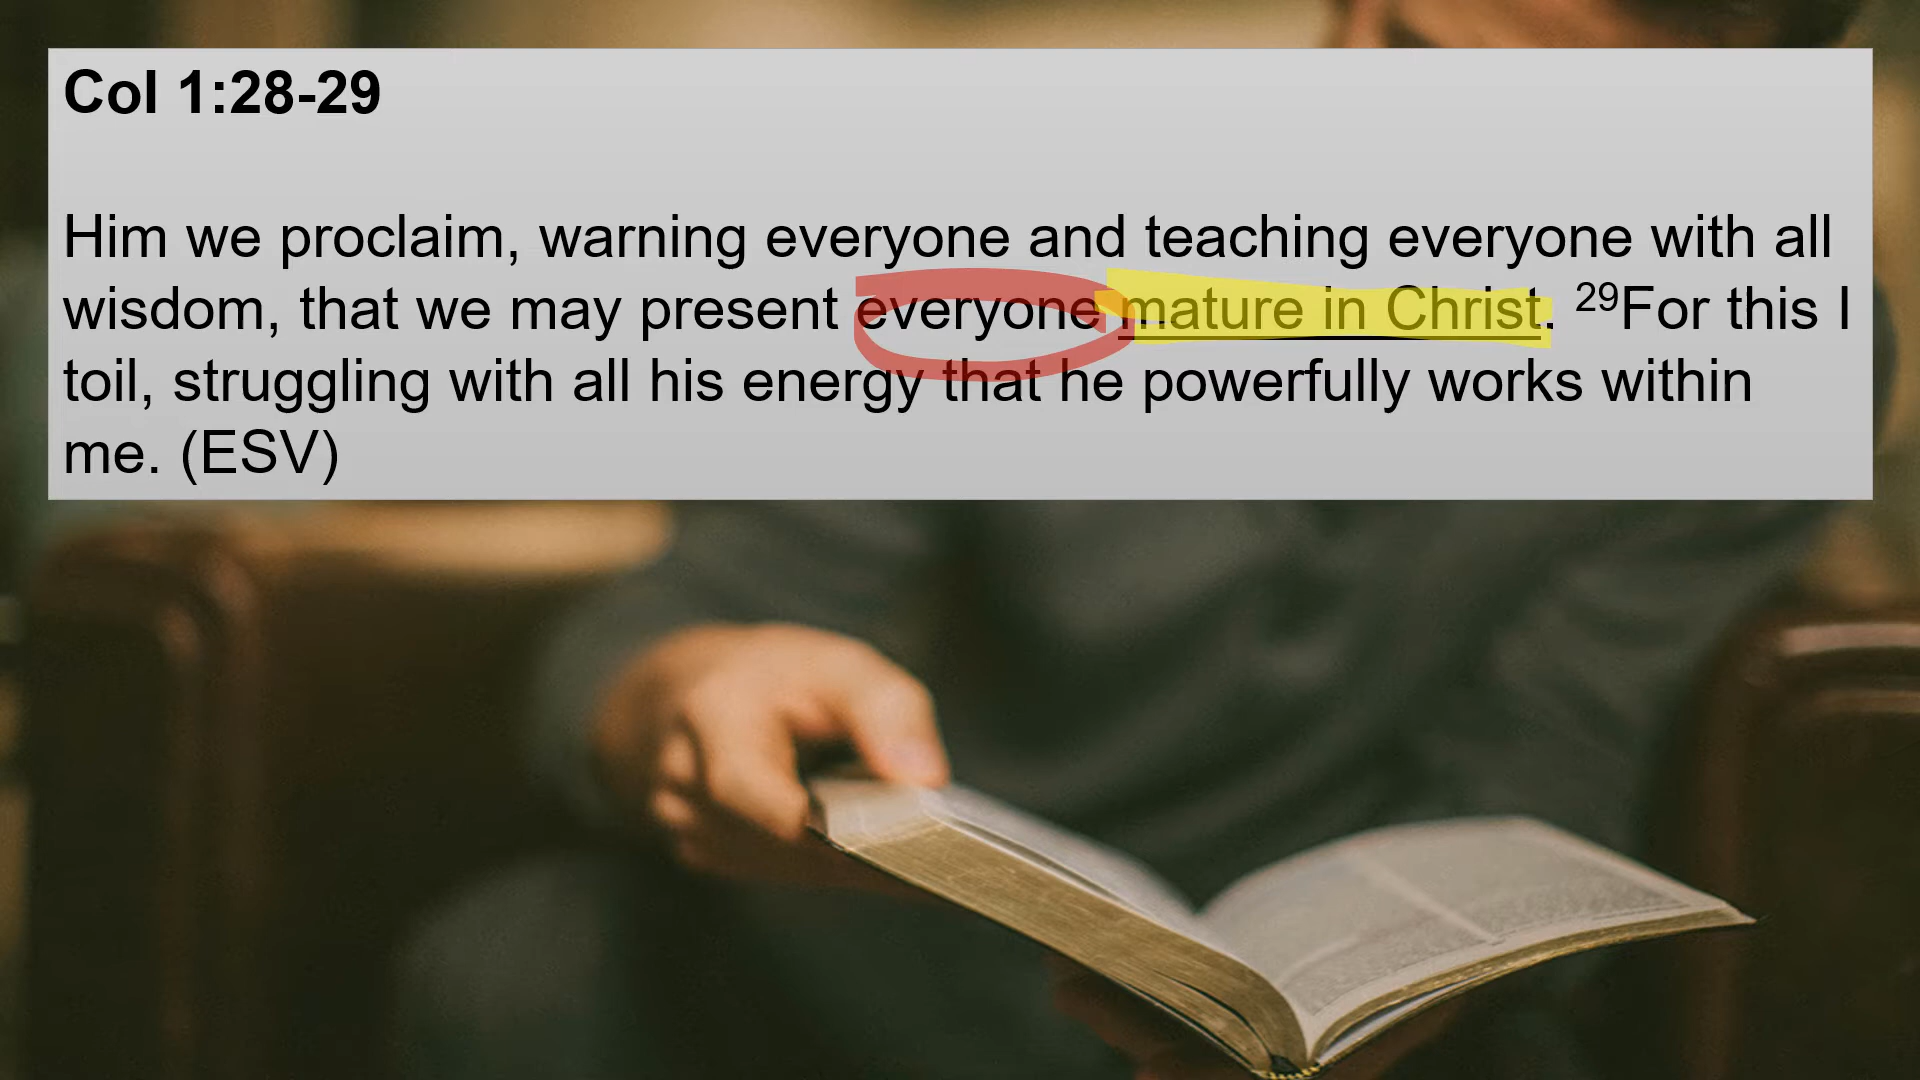 Col 1:28-29
Him we proclaim, warning everyone and teaching everyone with all
wisdom, that we may present everyone mature in Christ. 29For this I
toil, struggling with all his energy that he powerfully works within
me. (ESV)